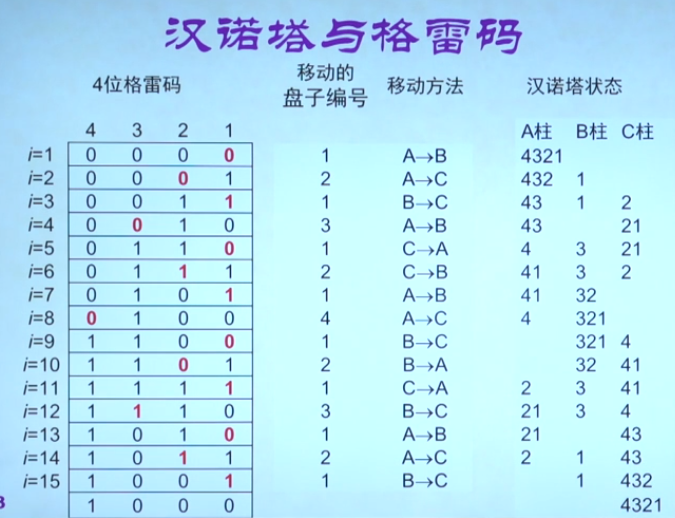 汉诺塔与格雷码
4位格雷码 移动的盘子编号 移动方法 汉诺塔状态
4 3 2 1 A柱 B柱 C柱
i=1 0 0 0 0 1 A→B 4321
i=2 0 0 0 1 2 A→C 432 1
i=3 0 0 1 1 1 B→C 43 1 2
i=4 0 0 1 0 3 A→B 43 21
i=5 0 1 1 0 1 C→A 4 3 21
i=6 0 1 1 1 2 C→B 41 3 2
i=7 0 1 0 1 1 A→B 41 32
i=8 0 1 0 0 4 A→C 4 321
i=9 1 1 0 0 1 B→C 321 4
i=10 1 1 0 1 2 B→A 32 41
i=11 1 1 1 1 1 C→A 2 3 41
i=12 1 1 1 0 3 B→C 21 3 4
i=13 1 0 1 0 1 A→B 21 43
i=14 1 0 1 1 2 A→C 2 1 43
i=15 1 0 0 1 1 B→C 1 432
1 0 0 0 4321